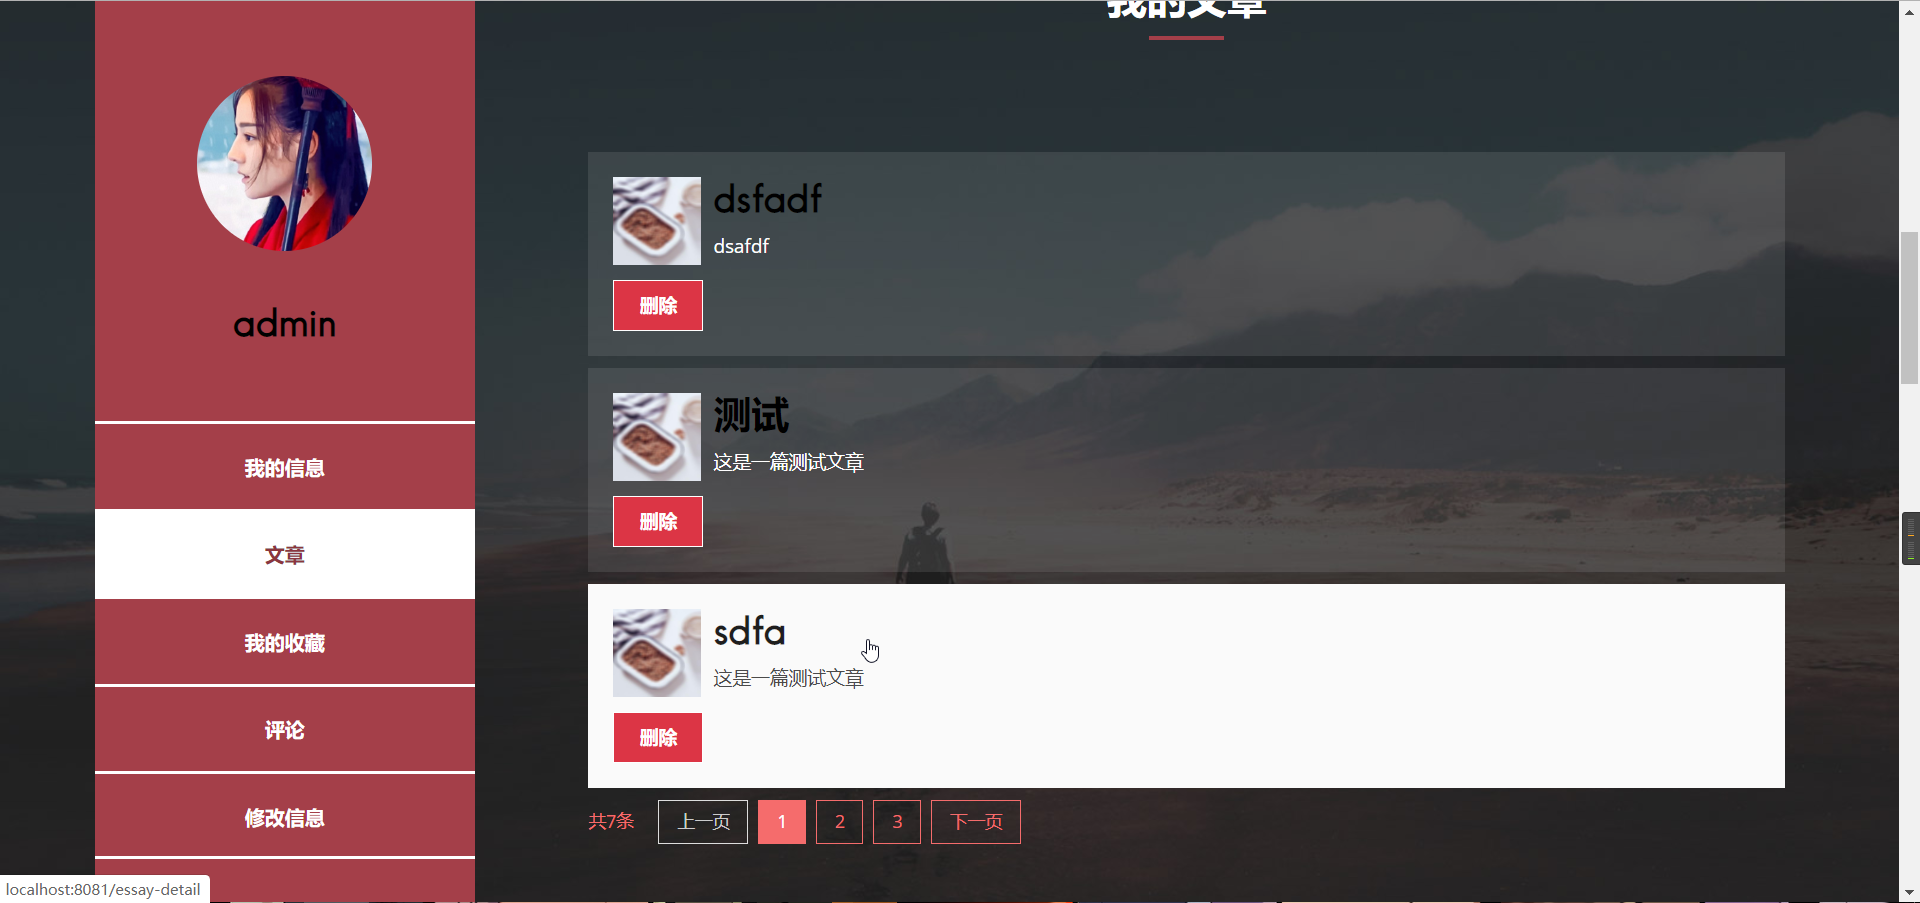 我的文章
admin
我的信息
文章
我的收藏
评论
修改信息
dsfadf
dsafdf
删除
测试
这是一篇测试文章
删除
sdfa
这是一篇测试文章
删除
共7条 上一页 1 2 3 下一页
localhost:8081/essay-detail